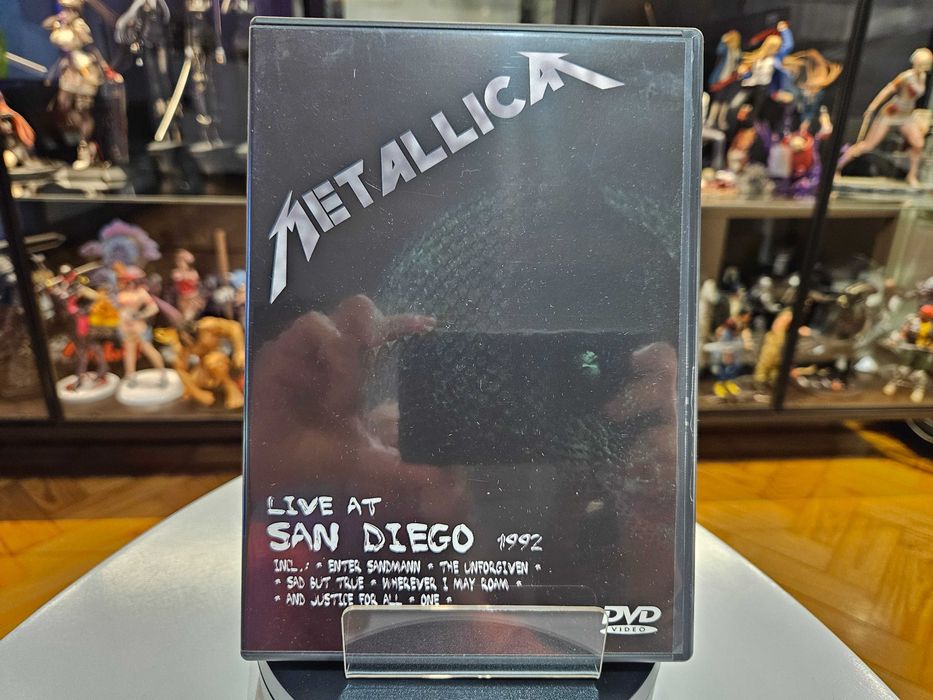 METALLICA
LIVE AT
SAN DIEGO 1992
INCL.: * ENTER SANDMANN * THE UNFORGIVEN *
* SAD BUT TRUE * WHEREVER I MAY ROAM *
* AND JUSTICE FOR ALL * ONE *
DVD
VIDEO